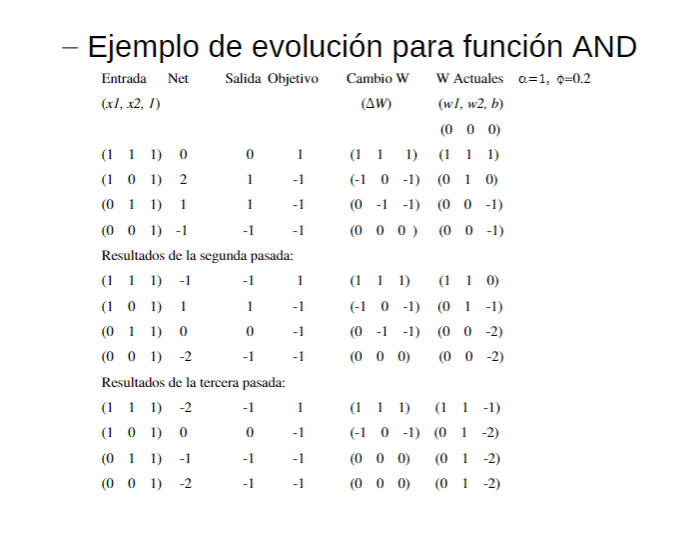 – Ejemplo de evolución para función AND
Entrada Net Salida Objetivo Cambio W W Actuales α=1, φ=0.2
(x1, x2, 1) (ΔW) (w1, w2, b)
(0 0 0)
(1 1 1) 0 0 1 (1 1 1) (1 1 1)
(1 0 1) 2 1 -1 (-1 0 -1) (0 1 0)
(0 1 1) 1 1 -1 (0 -1 -1) (0 0 -1)
(0 0 1) -1 -1 -1 (0 0 0 ) (0 0 -1)
Resultados de la segunda pasada:
(1 1 1) -1 -1 1 (1 1 1) (1 1 0)
(1 0 1) 1 1 -1 (-1 0 -1) (0 1 -1)
(0 1 1) 0 0 -1 (0 -1 -1) (0 0 -2)
(0 0 1) -2 -1 -1 (0 0 0) (0 0 -2)
Resultados de la tercera pasada:
(1 1 1) -2 -1 1 (1 1 1) (1 1 -1)
(1 0 1) 0 0 -1 (-1 0 -1) (0 1 -2)
(0 1 1) -1 -1 -1 (0 0 0) (0 1 -2)
(0 0 1) -2 -1 -1 (0 0 0) (0 1 -2)